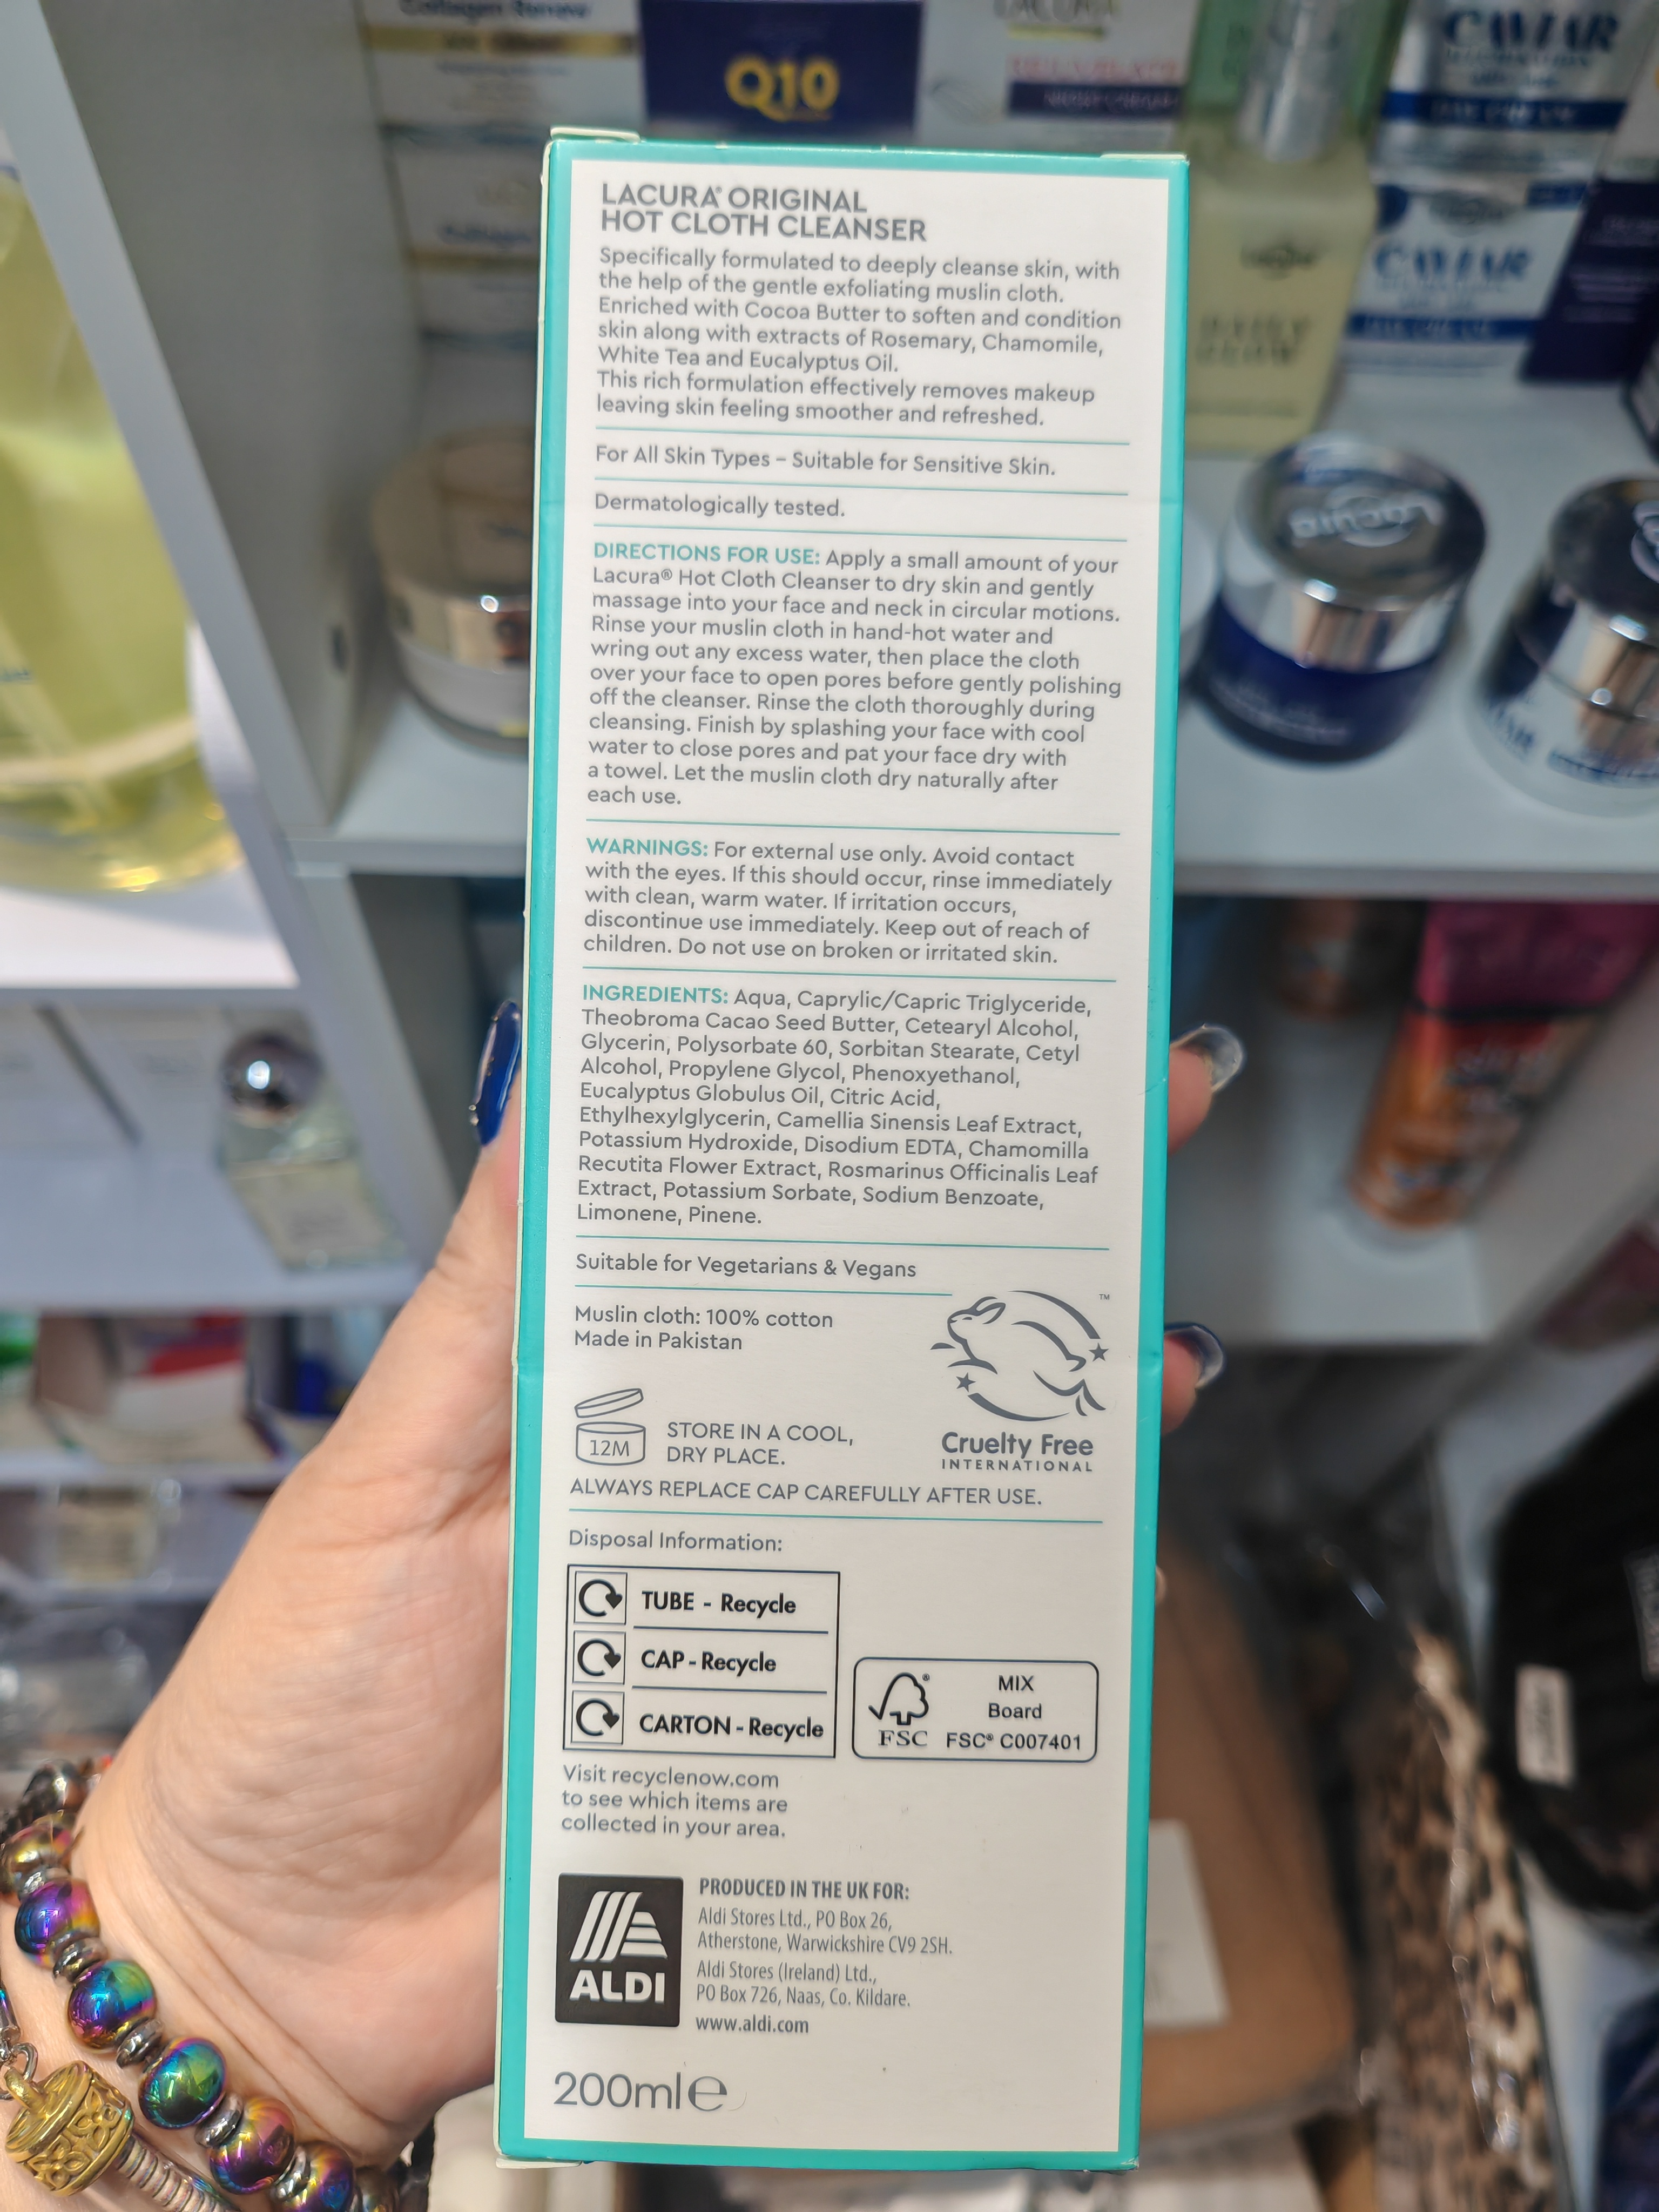 Collagen Renew
Q10
CAVIAR
DAY CREAM
CAVIAR
DAILY
GLOW
Lacura
LACURA® ORIGINAL
HOT CLOTH CLEANSER
Specifically formulated to deeply cleanse skin, with
the help of the gentle exfoliating muslin cloth.
Enriched with Cocoa Butter to soften and condition
skin along with extracts of Rosemary, Chamomile,
White Tea and Eucalyptus Oil.
This rich formulation effectively removes makeup
leaving skin feeling smoother and refreshed.
For All Skin Types – Suitable for Sensitive Skin.
Dermatologically tested.
DIRECTIONS FOR USE: Apply a small amount of your
Lacura® Hot Cloth Cleanser to dry skin and gently
massage into your face and neck in circular motions.
Rinse your muslin cloth in hand-hot water and
wring out any excess water, then place the cloth
over your face to open pores before gently polishing
off the cleanser. Rinse the cloth thoroughly during
cleansing. Finish by splashing your face with cool
water to close pores and pat your face dry with
a towel. Let the muslin cloth dry naturally after
each use.
WARNINGS: For external use only. Avoid contact
with the eyes. If this should occur, rinse immediately
with clean, warm water. If irritation occurs,
discontinue use immediately. Keep out of reach of
children. Do not use on broken or irritated skin.
INGREDIENTS: Aqua, Caprylic/Capric Triglyceride,
Theobroma Cacao Seed Butter, Cetearyl Alcohol,
Glycerin, Polysorbate 60, Sorbitan Stearate, Cetyl
Alcohol, Propylene Glycol, Phenoxyethanol,
Eucalyptus Globulus Oil, Citric Acid,
Ethylhexylglycerin, Camellia Sinensis Leaf Extract,
Potassium Hydroxide, Disodium EDTA, Chamomilla
Recutita Flower Extract, Rosmarinus Officinalis Leaf
Extract, Potassium Sorbate, Sodium Benzoate,
Limonene, Pinene.
Suitable for Vegetarians & Vegans
Muslin cloth: 100% cotton
Made in Pakistan
TM
Cruelty Free
INTERNATIONAL
12M
STORE IN A COOL,
DRY PLACE.
ALWAYS REPLACE CAP CAREFULLY AFTER USE.
Disposal Information:
TUBE - Recycle
CAP - Recycle
CARTON - Recycle
FSC®
MIX
Board
FSC® C007401
Visit recyclenow.com
to see which items are
collected in your area.
ALDI
PRODUCED IN THE UK FOR:
Aldi Stores Ltd., PO Box 26,
Atherstone, Warwickshire CV9 2SH.
Aldi Stores (Ireland) Ltd.,
PO Box 726, Naas, Co. Kildare.
www.aldi.com
200ml℮